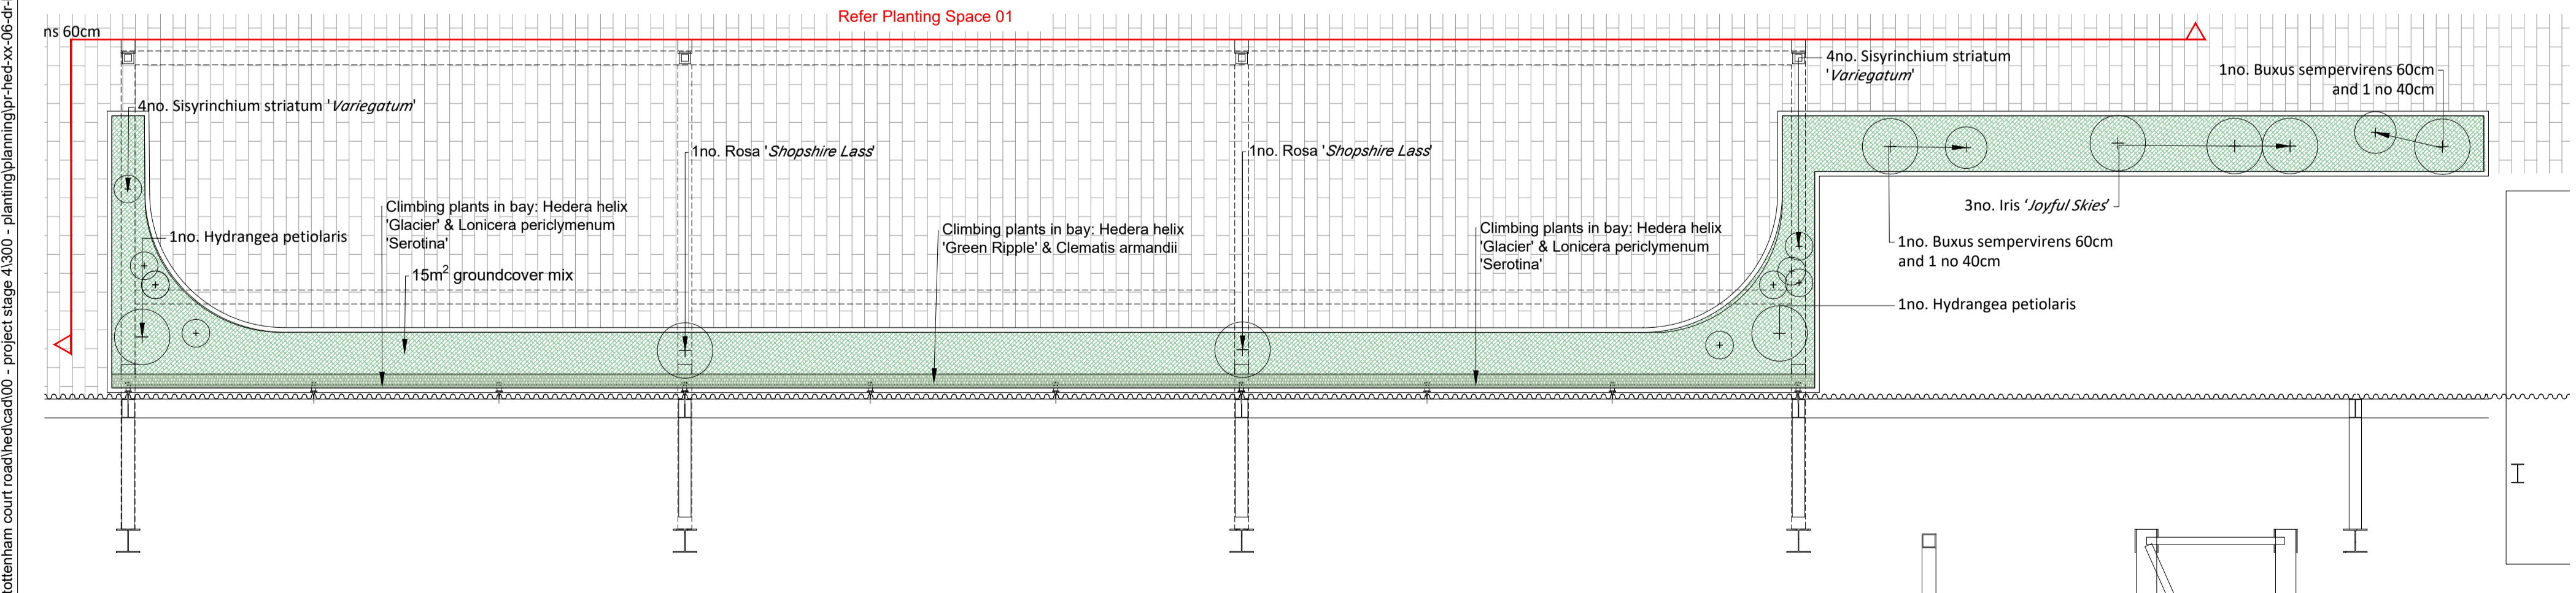 tottenham court road\hed\cad\00 - project stage 4\300 - planting\planning\pr-hed-xx-06-dr-
Refer Planting Space 01
ns 60cm
4no. Sisyrinchium striatum 'Variegatum'
1no. Hydrangea petiolaris
Climbing plants in bay: Hedera helix
'Glacier' & Lonicera periclymenum
'Serotina'
15m² groundcover mix
1no. Rosa 'Shopshire Lass'
Climbing plants in bay: Hedera helix
'Green Ripple' & Clematis armandii
1no. Rosa 'Shopshire Lass'
Climbing plants in bay: Hedera helix
'Glacier' & Lonicera periclymenum
'Serotina'
4no. Sisyrinchium striatum
'Variegatum'
1no. Buxus sempervirens 60cm
and 1 no 40cm
3no. Iris ‘Joyful Skies’
1no. Buxus sempervirens 60cm
and 1 no 40cm
1no. Hydrangea petiolaris